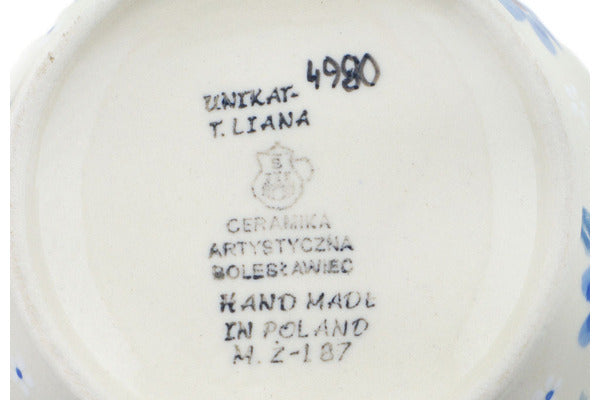 UNIKAT- 4980
T. LIANA
CERAMIKA
ARTYSTYCZNA
BOLESŁAWIEC
HAND MADE
IN POLAND
M. Ż-187